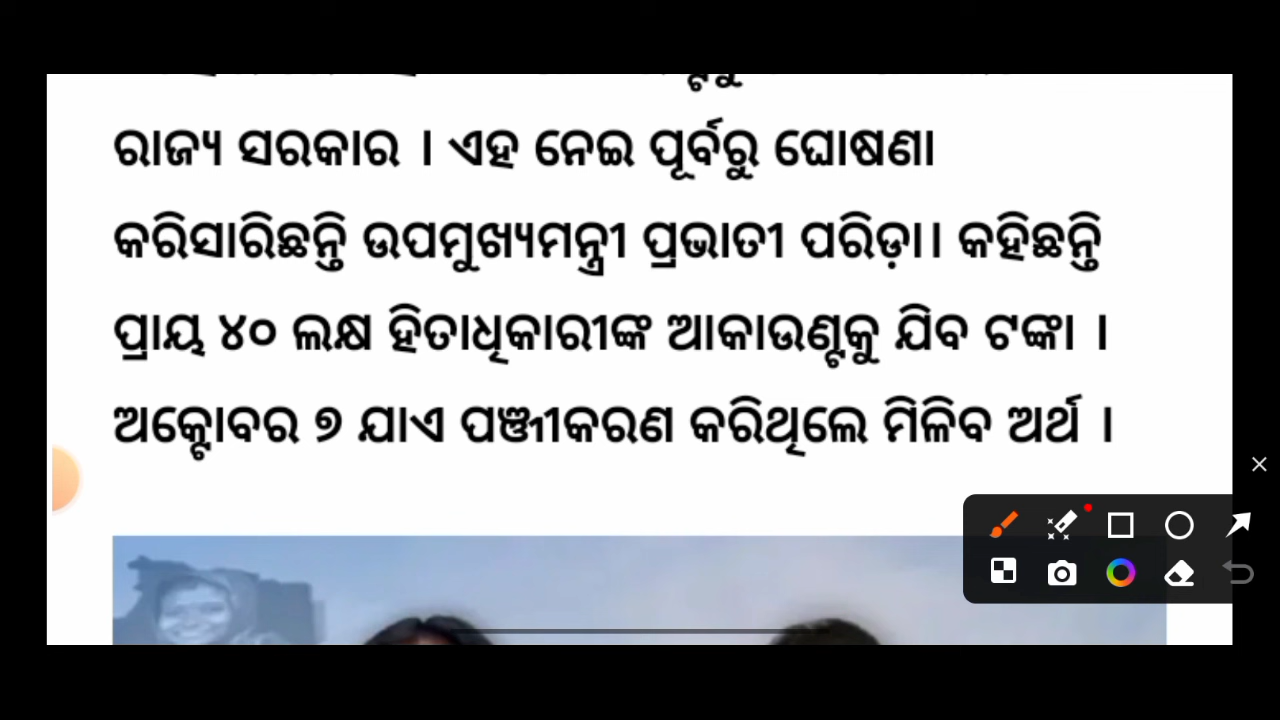 ରାଜ୍ୟ ସରକାର । ଏହ ନେଇ ପୂର୍ବରୁ ଘୋଷଣା
କରିସାରିଛନ୍ତି ଉପମୁଖ୍ୟମନ୍ତ୍ରୀ ପ୍ରଭାତୀ ପରିଡ଼ା। କହିଛନ୍ତି
ପ୍ରାୟ ୪୦ ଲକ୍ଷ ହିତାଧିକାରୀଙ୍କ ଆକାଉଣ୍ଟକୁ ଯିବ ଟଙ୍କା ।
ଅକ୍ଟୋବର ୭ ଯାଏ ପଞ୍ଜୀକରଣ କରିଥିଲେ ମିଳିବ ଅର୍ଥ ।